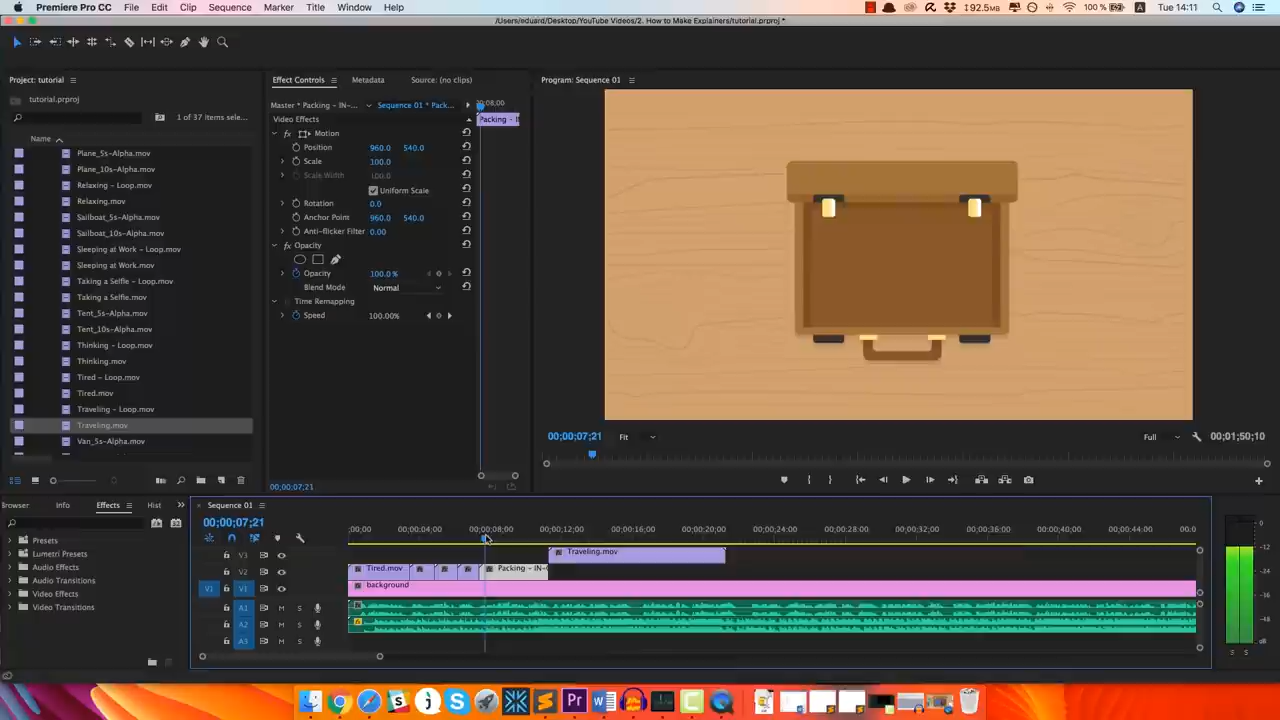 Premiere Pro CC File Edit Clip Sequence Marker Title Window Help 192.5MB 100 % Tue 14:11
/Users/eduard/Desktop/YouTube Videos/2. How to Make Explainers/tutorial.prproj *
Project: tutorial
tutorial.prproj
1 of 37 items sele...
Name
Plane_5s-Alpha.mov
Plane_10s-Alpha.mov
Relaxing - Loop.mov
Relaxing.mov
Sailboat_5s-Alpha.mov
Sailboat_10s-Alpha.mov
Sleeping at Work - Loop.mov
Sleeping at Work.mov
Taking a Selfie - Loop.mov
Taking a Selfie.mov
Tent_5s-Alpha.mov
Tent_10s-Alpha.mov
Thinking - Loop.mov
Thinking.mov
Tired - Loop.mov
Tired.mov
Traveling - Loop.mov
Traveling.mov
Van_5s-Alpha.mov
Effect Controls Metadata Source: (no clips)
Master * Packing - IN-... Sequence 01 * Pack...
Video Effects
fx Motion
Position 960.0 540.0
Scale 100.0
Scale Width 100.0
Uniform Scale
Rotation 0.0
Anchor Point 960.0 540.0
Anti-flicker Filter 0.00
fx Opacity
Opacity 100.0 %
Blend Mode Normal
Time Remapping
Speed 100.00%
:08;00
Packing - I
00;00;07;21
Program: Sequence 01
00;00;07;21 Fit Full 00;01;50;10
Browser Info Effects Hist
Presets
Lumetri Presets
Audio Effects
Audio Transitions
Video Effects
Video Transitions
Sequence 01
00;00;07;21
;00;00 00;00;04;00 00;00;08;00 00;00;12;00 00;00;16;00 00;00;20;00 00;00;24;00 00;00;28;00 00;00;32;00 00;00;36;00 00;00;40;00 00;00;44;00 00;0
V3 Traveling.mov
V2 Tired.mov Packing - IN-
V1 V1 background
A1 M S
A2 M S
A3 M S
0
-12
-24
-36
-48
S S